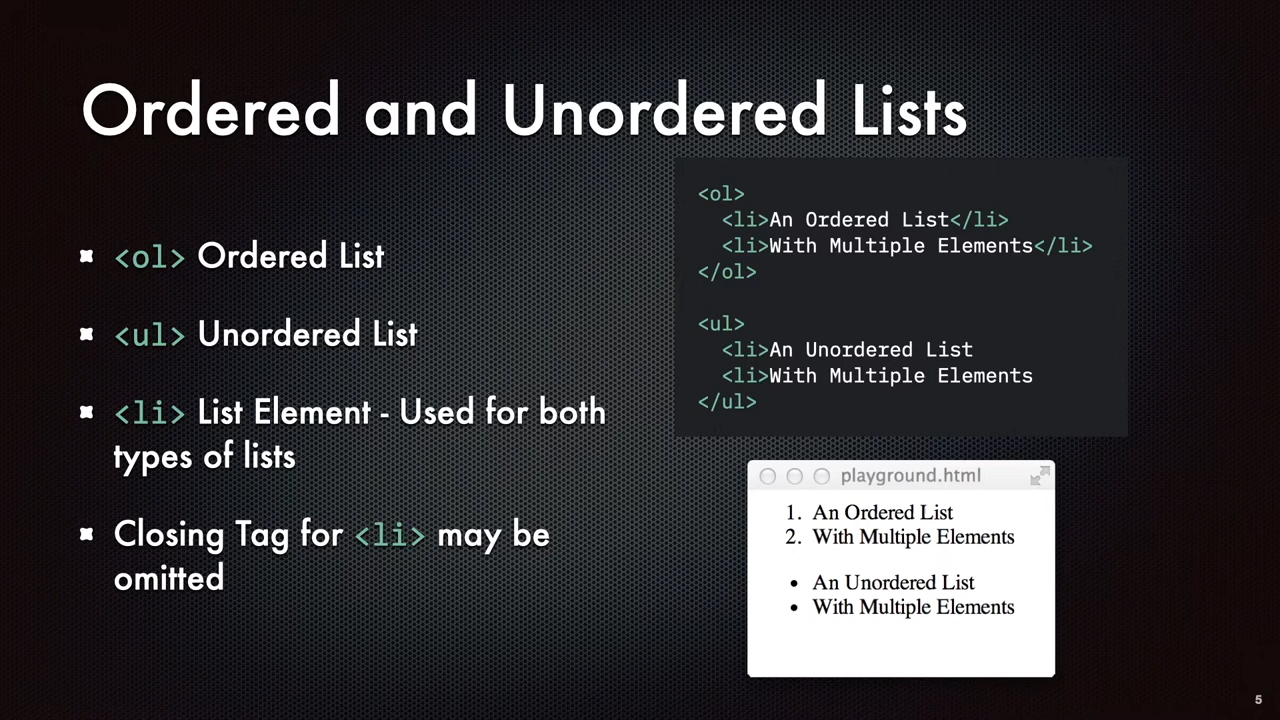 Ordered and Unordered Lists
<ol> Ordered List
<ul> Unordered List
<li> List Element - Used for both
types of lists
Closing Tag for <li> may be
omitted
<ol>
  <li>An Ordered List</li>
  <li>With Multiple Elements</li>
</ol>
<ul>
  <li>An Unordered List
  <li>With Multiple Elements
</ul>
playground.html
1. An Ordered List
2. With Multiple Elements
• An Unordered List
• With Multiple Elements
5